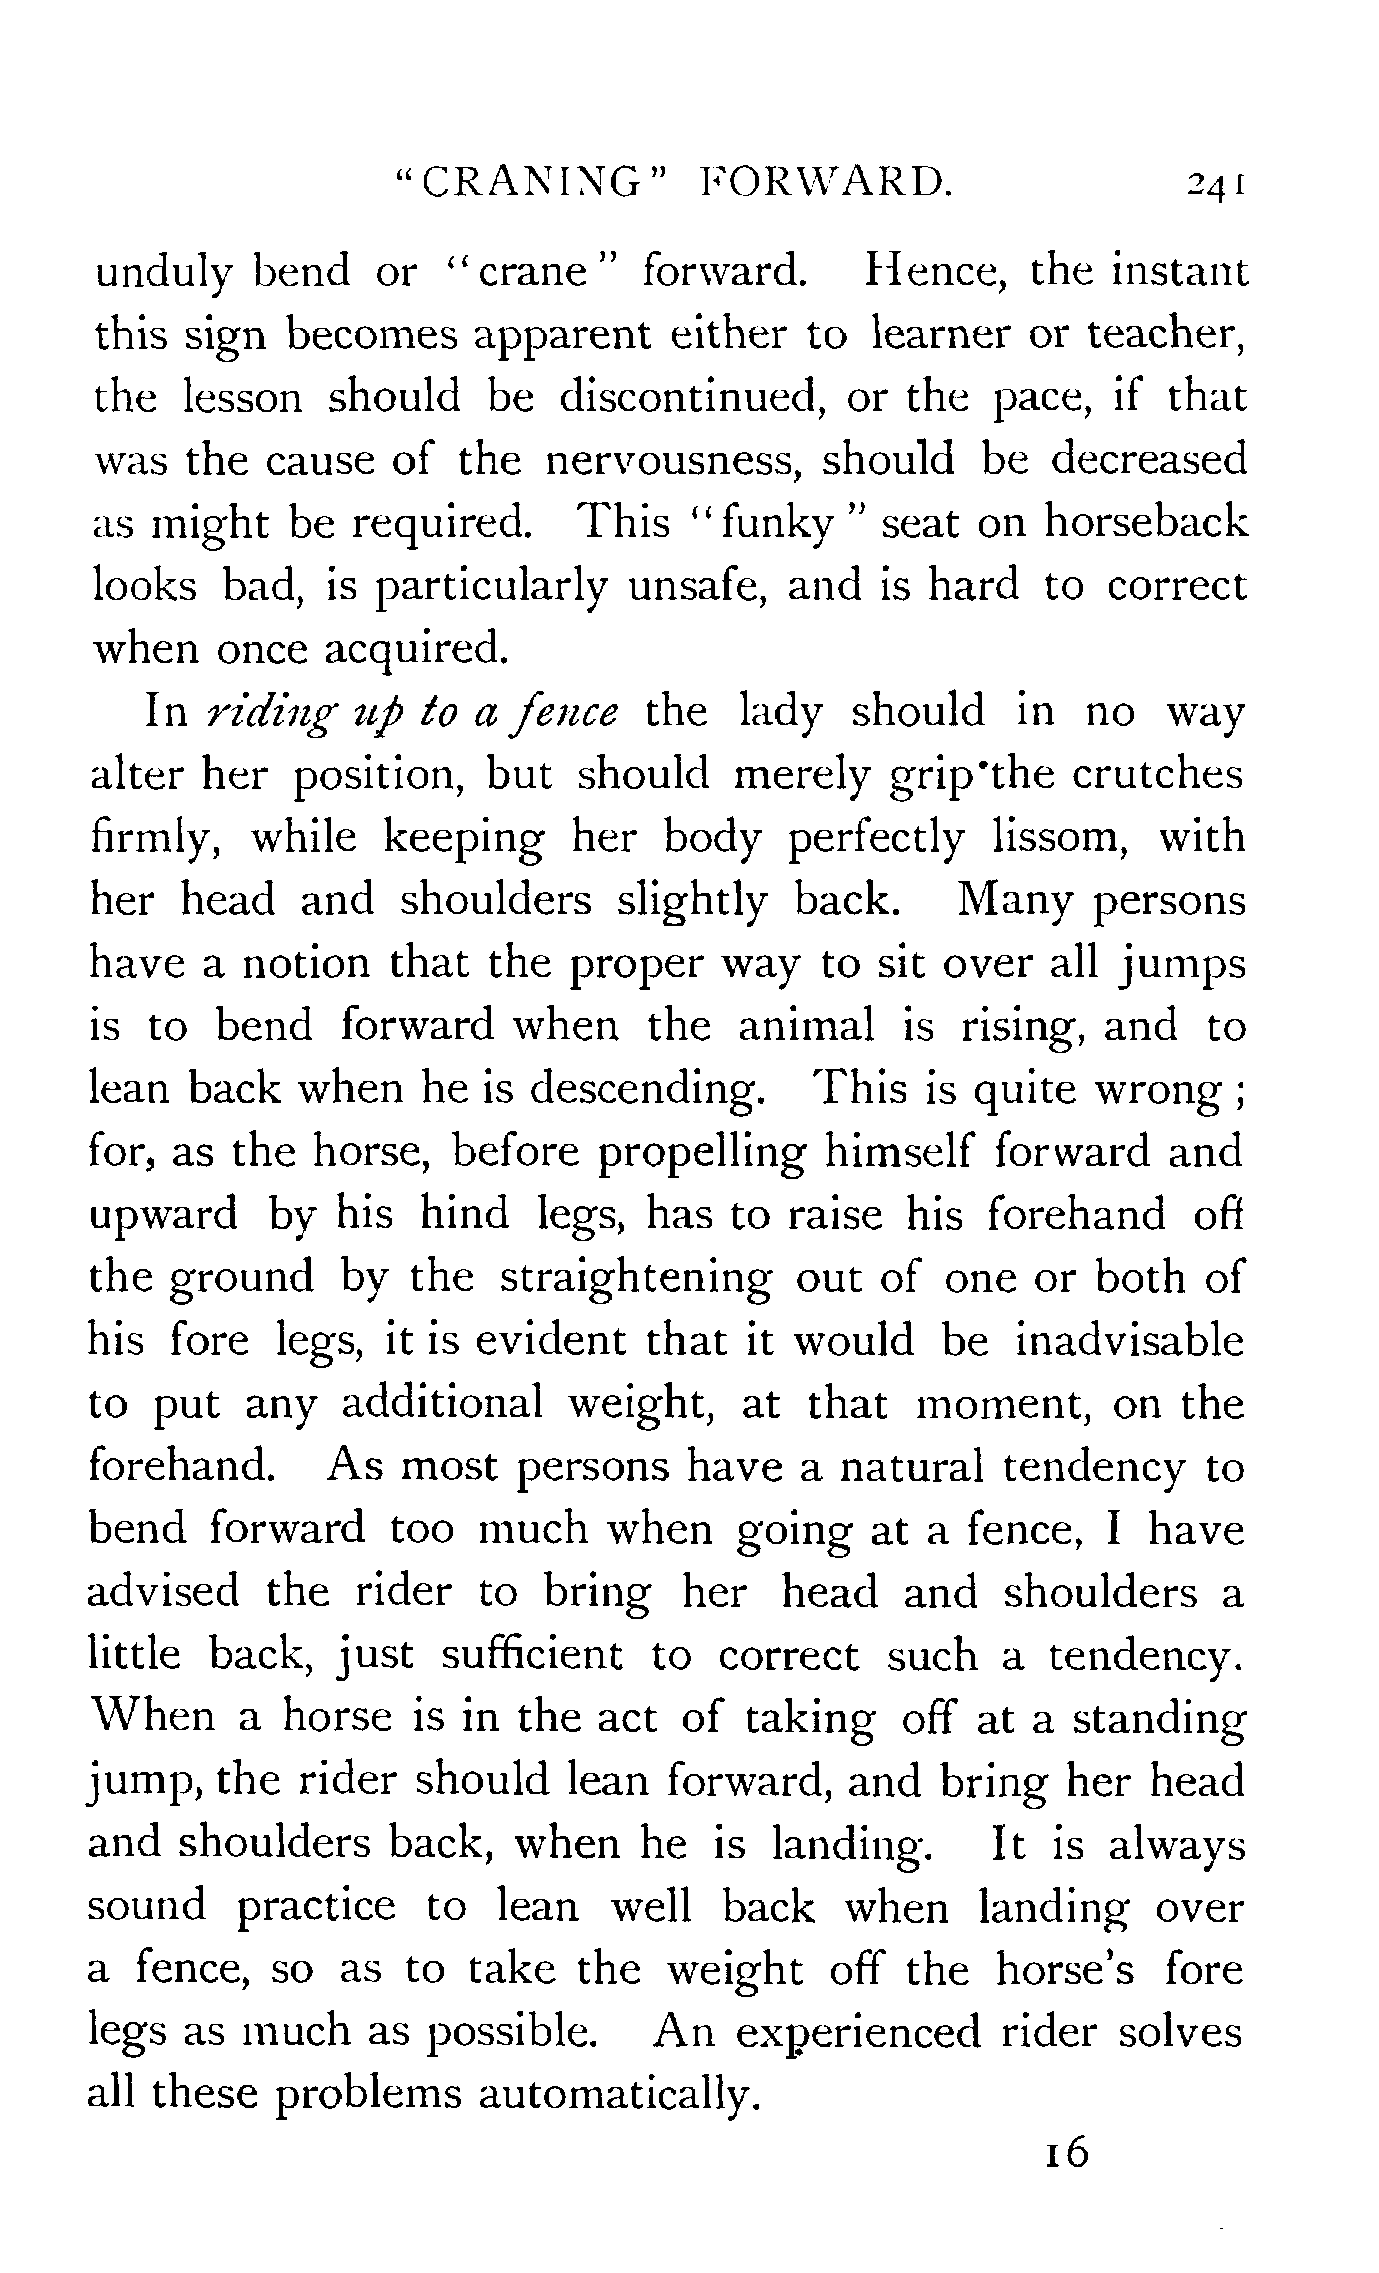 "CRANING" FORWARD. 241
unduly bend or "crane" forward. Hence, the instant
this sign becomes apparent either to learner or teacher,
the lesson should be discontinued, or the pace, if that
was the cause of the nervousness, should be decreased
as might be required. This "funky" seat on horseback
looks bad, is particularly unsafe, and is hard to correct
when once acquired.
In riding up to a fence the lady should in no way
alter her position, but should merely grip the crutches
firmly, while keeping her body perfectly lissom, with
her head and shoulders slightly back. Many persons
have a notion that the proper way to sit over all jumps
is to bend forward when the animal is rising, and to
lean back when he is descending. This is quite wrong;
for, as the horse, before propelling himself forward and
upward by his hind legs, has to raise his forehand off
the ground by the straightening out of one or both of
his fore legs, it is evident that it would be inadvisable
to put any additional weight, at that moment, on the
forehand. As most persons have a natural tendency to
bend forward too much when going at a fence, I have
advised the rider to bring her head and shoulders a
little back, just sufficient to correct such a tendency.
When a horse is in the act of taking off at a standing
jump, the rider should lean forward, and bring her head
and shoulders back, when he is landing. It is always
sound practice to lean well back when landing over
a fence, so as to take the weight off the horse's fore
legs as much as possible. An experienced rider solves
all these problems automatically.
16